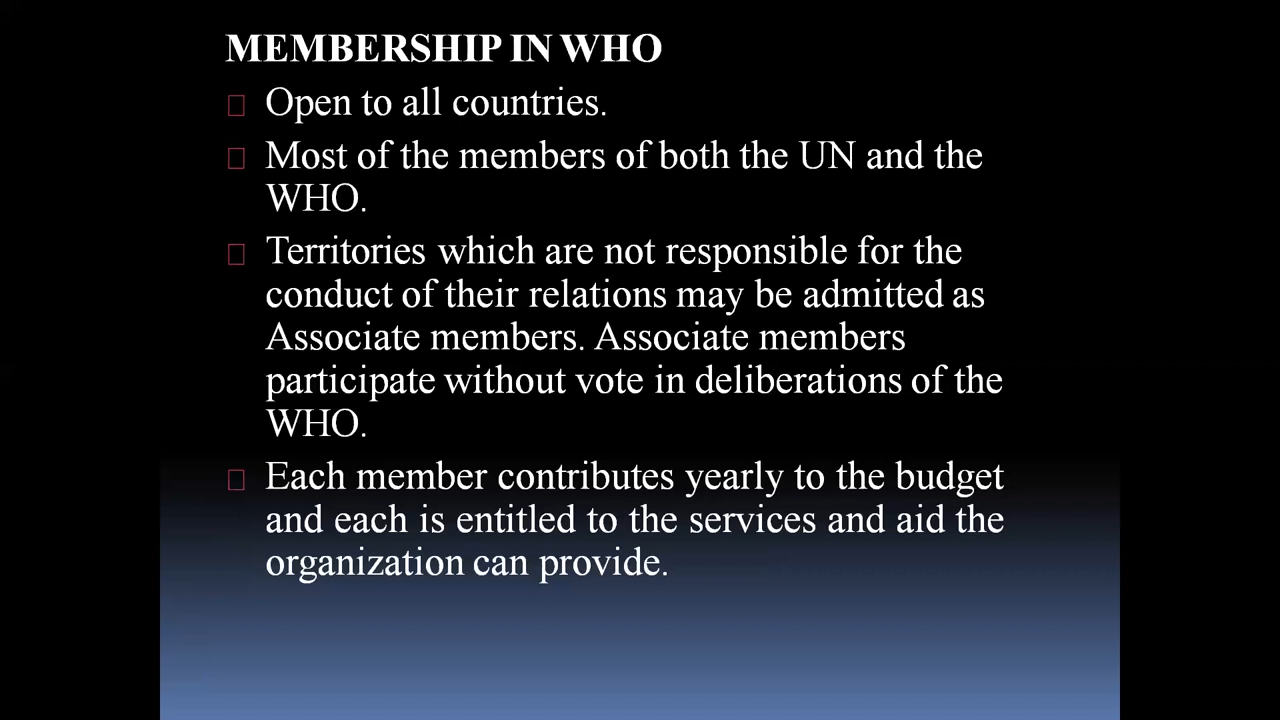 MEMBERSHIP IN WHO
Open to all countries.
Most of the members of both the UN and the
WHO.
Territories which are not responsible for the
conduct of their relations may be admitted as
Associate members. Associate members
participate without vote in deliberations of the
WHO.
Each member contributes yearly to the budget
and each is entitled to the services and aid the
organization can provide.